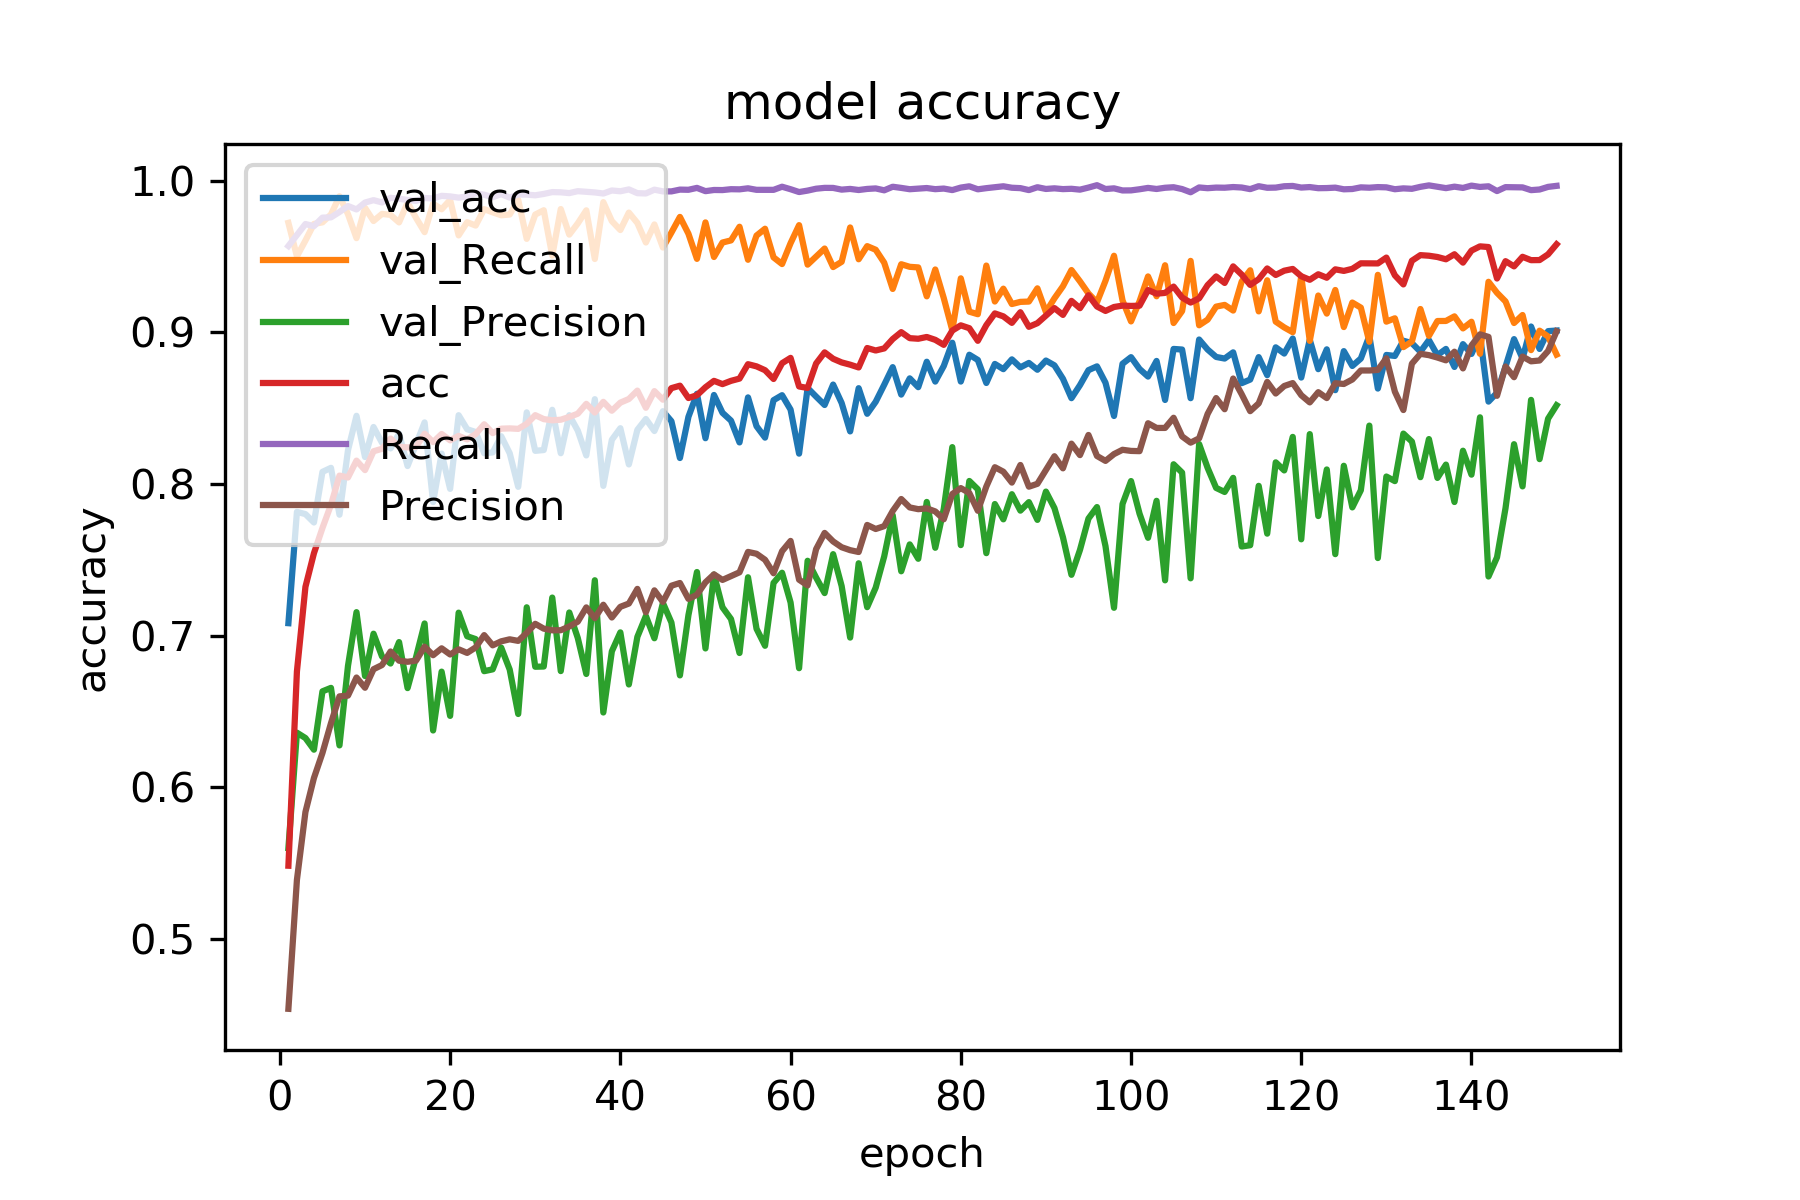 model accuracy
1.0
0.9
0.8
0.7
0.6
0.5
accuracy
val_acc
val_Recall
val_Precision
acc
Recall
Precision
0 20 40 60 80 100 120 140
epoch